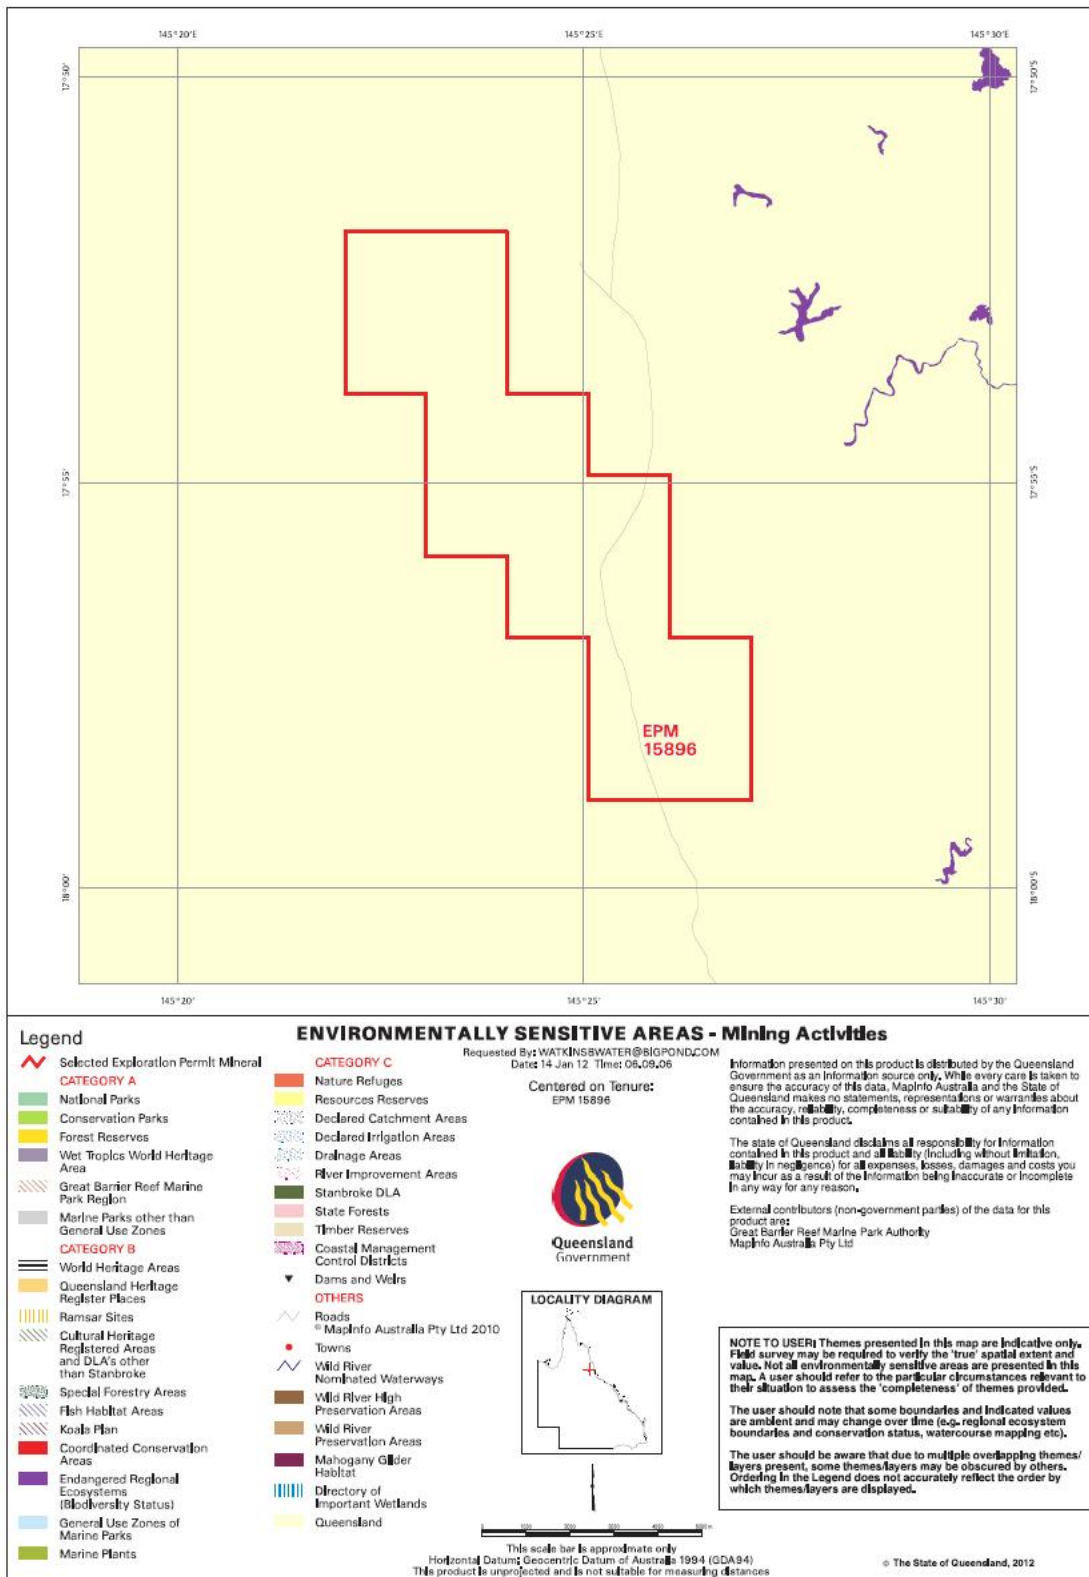 145°20'E
145°25'E
145°30'E
17°50'
17°50'S
17°55'
17°55'S
EPM
15896
18°00'
18°00'S
145°20'
145°25'
145°30'
Legend
Selected Exploration Permit Mineral
CATEGORY A
National Parks
Conservation Parks
Forest Reserves
Wet Tropics World Heritage
Area
Great Barrier Reef Marine
Park Region
Marine Parks other than
General Use Zones
CATEGORY B
World Heritage Areas
Queensland Heritage
Register Places
Ramsar Sites
Cultural Heritage
Registered Areas
and DLA's other
than Stanbroke
Special Forestry Areas
Fish Habitat Areas
Koala Plan
Coordinated Conservation
Areas
Endangered Regional
Ecosystems
(Biodiversity Status)
General Use Zones of
Marine Parks
Marine Plants
CATEGORY C
Nature Refuges
Resources Reserves
Declared Catchment Areas
Declared Irrigation Areas
Drainage Areas
River Improvement Areas
Stanbroke DLA
State Forests
Timber Reserves
Coastal Management
Control Districts
Dams and Weirs
OTHERS
Roads
© MapInfo Australia Pty Ltd 2010
Towns
Wild River
Nominated Waterways
Wild River High
Preservation Areas
Wild River
Preservation Areas
Mahogany Glider
Habitat
Directory of
Important Wetlands
Queensland
ENVIRONMENTALLY SENSITIVE AREAS - Mining Activities
Requested By: WATKINSBWATER@BIGPOND.COM
Date: 14 Jan 12 Time: 06.09.06
Centered on Tenure:
EPM 15896
Queensland
Government
LOCALITY DIAGRAM
This scale bar is approximate only
Horizontal Datum: Geocentric Datum of Australia 1994 (GDA94)
This product is unprojected and is not suitable for measuring distances
Information presented on this product is distributed by the Queensland
Government as an information source only. While every care is taken to
ensure the accuracy of this data, MapInfo Australia and the State of
Queensland makes no statements, representations or warranties about
the accuracy, reliability, completeness or suitability of any information
contained in this product.
The state of Queensland disclaims all responsibility for information
contained in this product and all liability (including without limitation,
liability in negligence) for all expenses, losses, damages and costs you
may incur as a result of the information being inaccurate or incomplete
in any way for any reason.
External contributors (non-government parties) of the data for this
product are:
Great Barrier Reef Marine Park Authority
MapInfo Australia Pty Ltd
NOTE TO USER: Themes presented in this map are indicative only.
Field survey may be required to verify the 'true' spatial extent and
value. Not all environmentally sensitive areas are presented in this
map. A user should refer to the particular circumstances relevant to
their situation to assess the 'completeness' of themes provided.
The user should note that some boundaries and indicated values
are ambient and may change over time (e.g. regional ecosystem
boundaries and conservation status, watercourse mapping etc).
The user should be aware that due to multiple overlapping themes/
layers present, some themes/layers may be obscured by others.
Ordering in the Legend does not accurately reflect the order by
which themes/layers are displayed.
© The State of Queensland, 2012